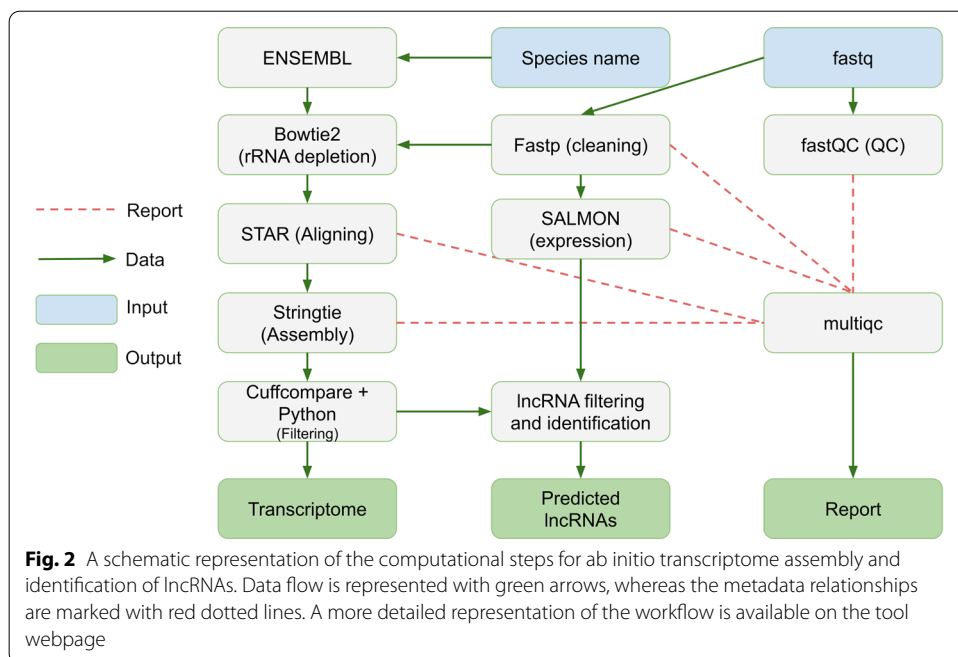 ENSEMBL
Species name
fastq
Bowtie2
(rRNA depletion)
Fastp (cleaning)
fastQC (QC)
Report
Data
Input
Output
STAR (Aligning)
SALMON
(expression)
Stringtie
(Assembly)
multiqc
Cuffcompare +
Python
(Filtering)
lncRNA filtering
and identification
Transcriptome
Predicted
lncRNAs
Report
Fig. 2 A schematic representation of the computational steps for ab initio transcriptome assembly and
identification of lncRNAs. Data flow is represented with green arrows, whereas the metadata relationships
are marked with red dotted lines. A more detailed representation of the workflow is available on the tool
webpage